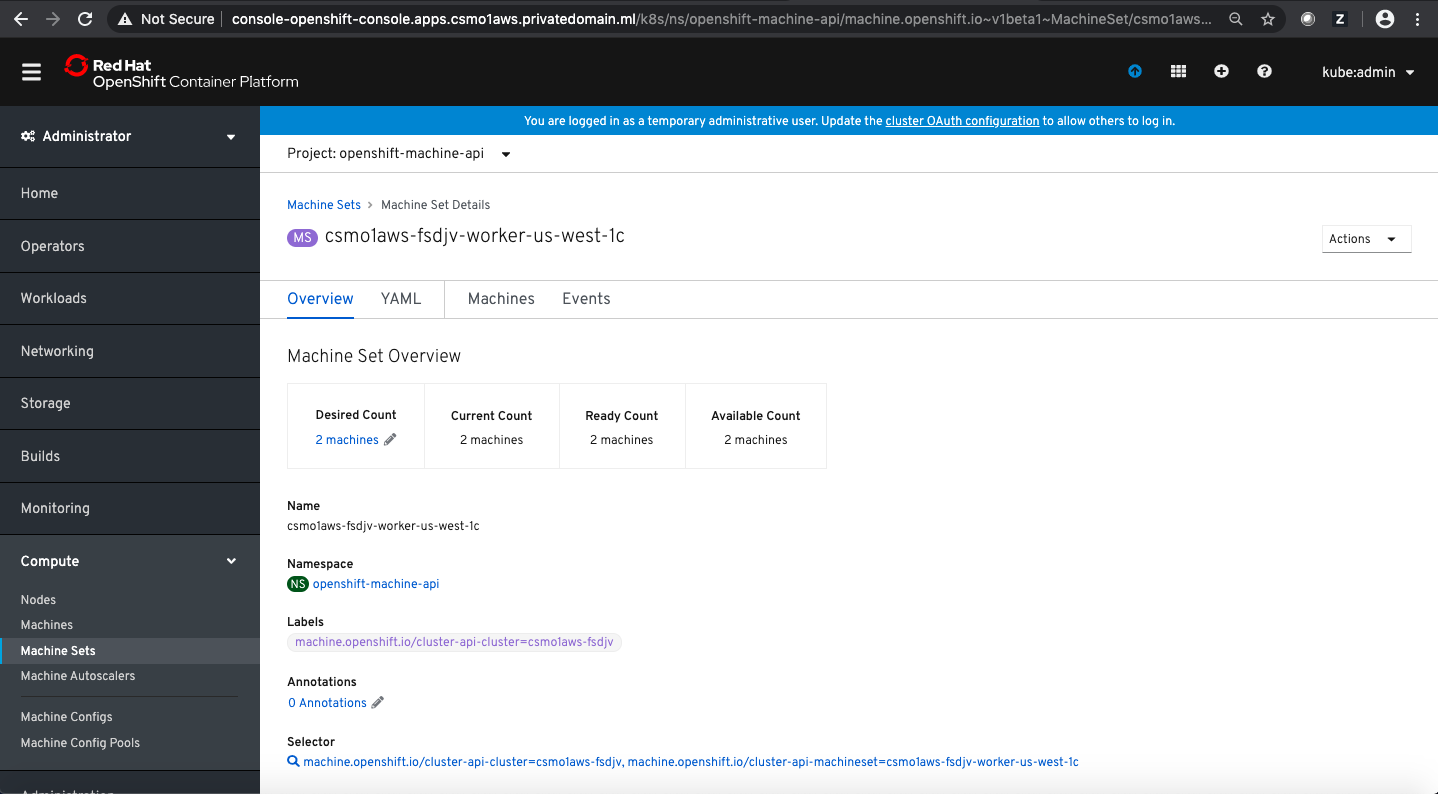 Not Secure console-openshift-console.apps.csmo1aws.privatedomain.ml/k8s/ns/openshift-machine-api/machine.openshift.io~v1beta1~MachineSet/csmo1aws...
Z
Red Hat
OpenShift Container Platform
kube:admin
Administrator
You are logged in as a temporary administrative user. Update the cluster OAuth configuration to allow others to log in.
Project: openshift-machine-api
Home
Operators
Workloads
Networking
Storage
Builds
Monitoring
Compute
Nodes
Machines
Machine Sets
Machine Autoscalers
Machine Configs
Machine Config Pools
Administration
Machine Sets > Machine Set Details
MS csmo1aws-fsdjv-worker-us-west-1c
Actions
Overview YAML Machines Events
Machine Set Overview
Desired Count Current Count Ready Count Available Count
2 machines 2 machines 2 machines 2 machines
Name
csmo1aws-fsdjv-worker-us-west-1c
Namespace
NS openshift-machine-api
Labels
machine.openshift.io/cluster-api-cluster=csmo1aws-fsdjv
Annotations
0 Annotations
Selector
machine.openshift.io/cluster-api-cluster=csmo1aws-fsdjv, machine.openshift.io/cluster-api-machineset=csmo1aws-fsdjv-worker-us-west-1c